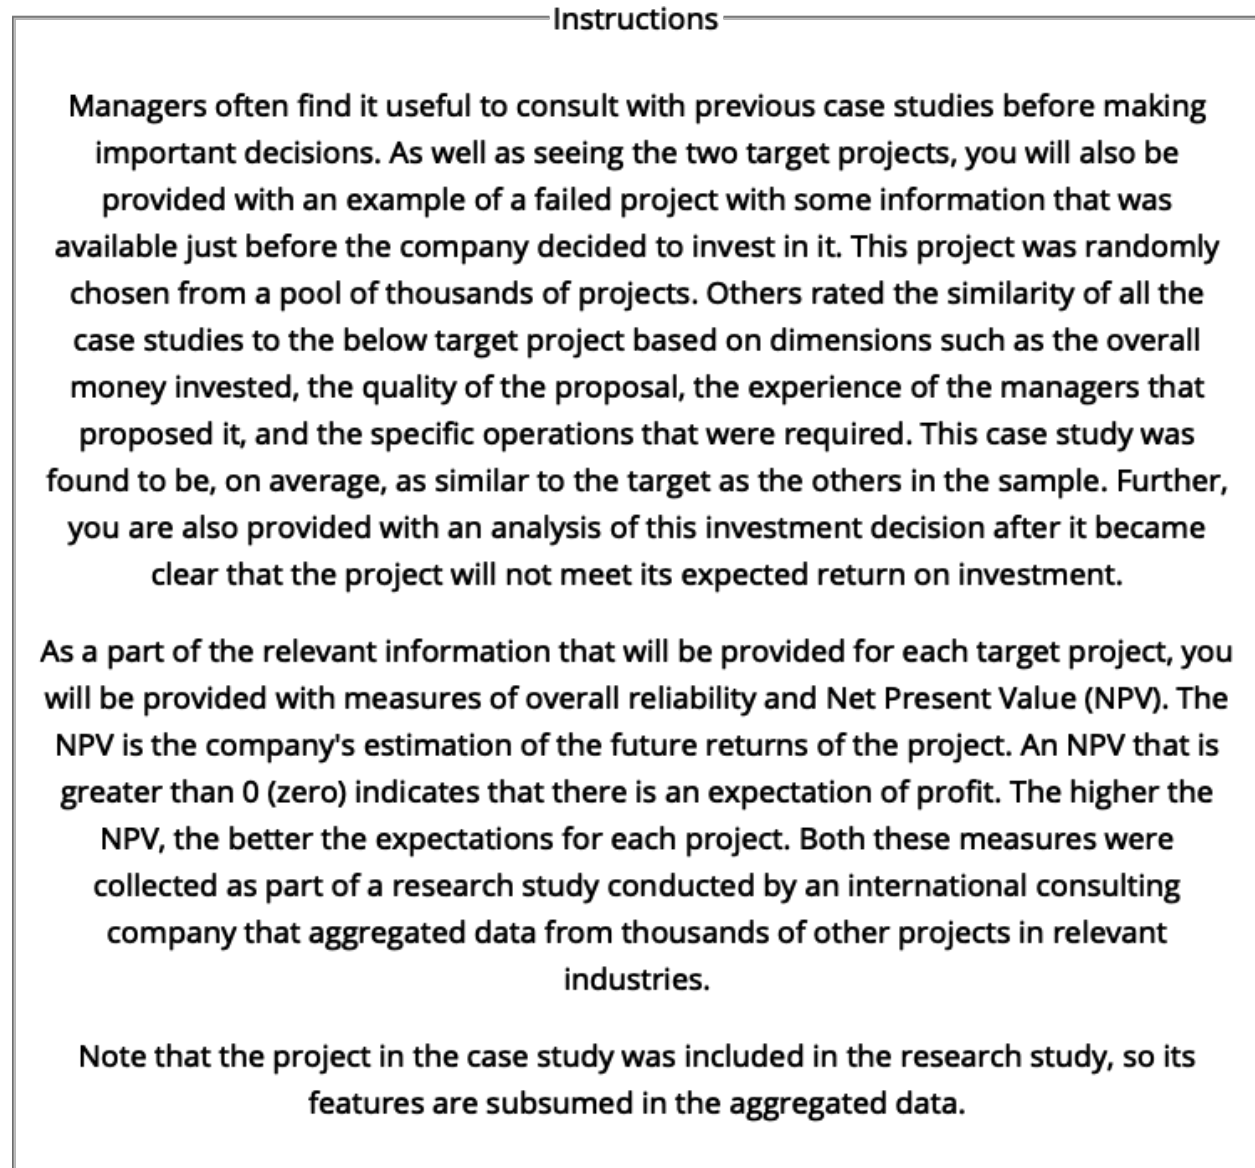 Instructions
Managers often find it useful to consult with previous case studies before making
important decisions. As well as seeing the two target projects, you will also be
provided with an example of a failed project with some information that was
available just before the company decided to invest in it. This project was randomly
chosen from a pool of thousands of projects. Others rated the similarity of all the
case studies to the below target project based on dimensions such as the overall
money invested, the quality of the proposal, the experience of the managers that
proposed it, and the specific operations that were required. This case study was
found to be, on average, as similar to the target as the others in the sample. Further,
you are also provided with an analysis of this investment decision after it became
clear that the project will not meet its expected return on investment.
As a part of the relevant information that will be provided for each target project, you
will be provided with measures of overall reliability and Net Present Value (NPV). The
NPV is the company's estimation of the future returns of the project. An NPV that is
greater than 0 (zero) indicates that there is an expectation of profit. The higher the
NPV, the better the expectations for each project. Both these measures were
collected as part of a research study conducted by an international consulting
company that aggregated data from thousands of other projects in relevant
industries.
Note that the project in the case study was included in the research study, so its
features are subsumed in the aggregated data.